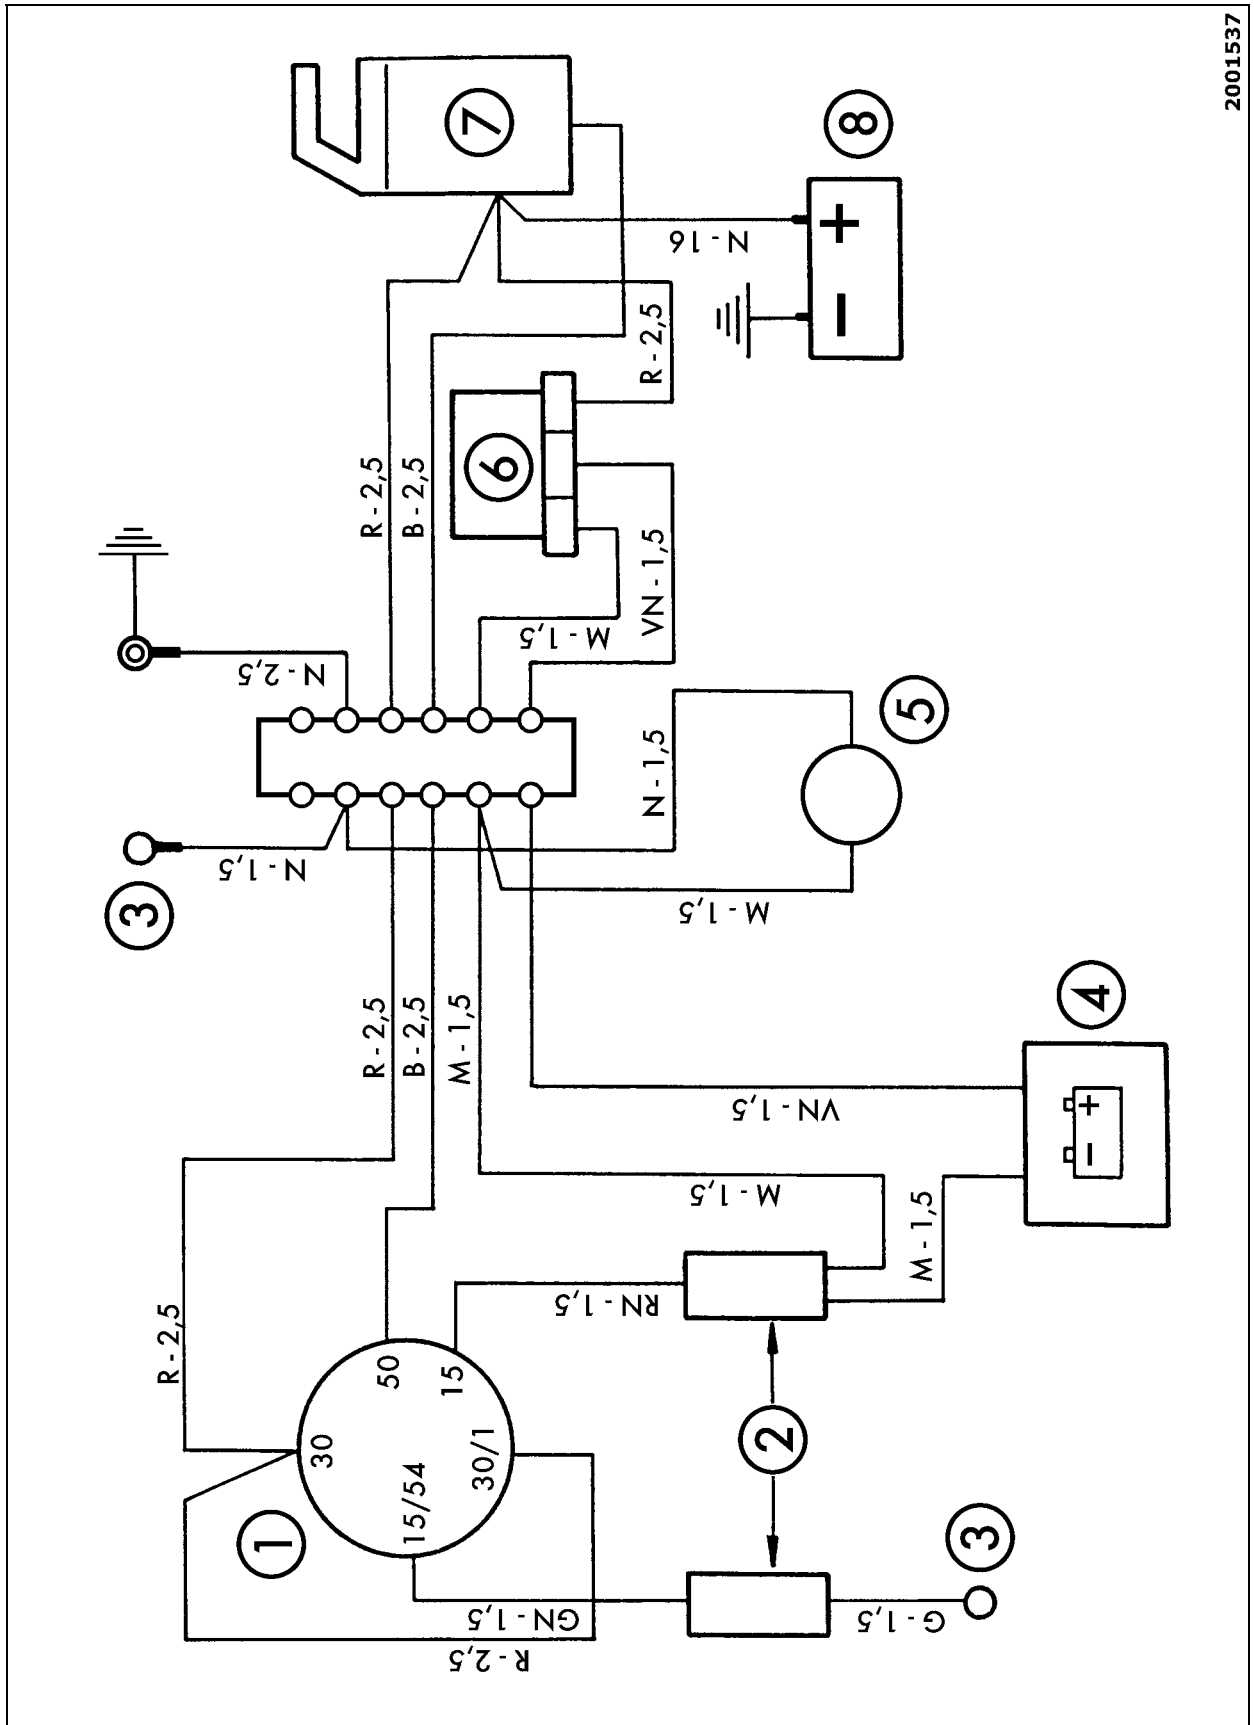 2001537
7
8
+
−
N - 16
R - 2,5
R - 2,5
B - 2,5
6
M - 1,5
VN - 1,5
N - 2,5
5
N - 1,5
N - 1,5
3
M - 1,5
R - 2,5
B - 2,5
M - 1,5
4
+
−
VN - 1,5
M - 1,5
M - 1,5
R - 2,5
RN - 1,5
30
50
15
30/1
15/54
1
2
3
GN - 1,5
G - 1,5
R - 2,5